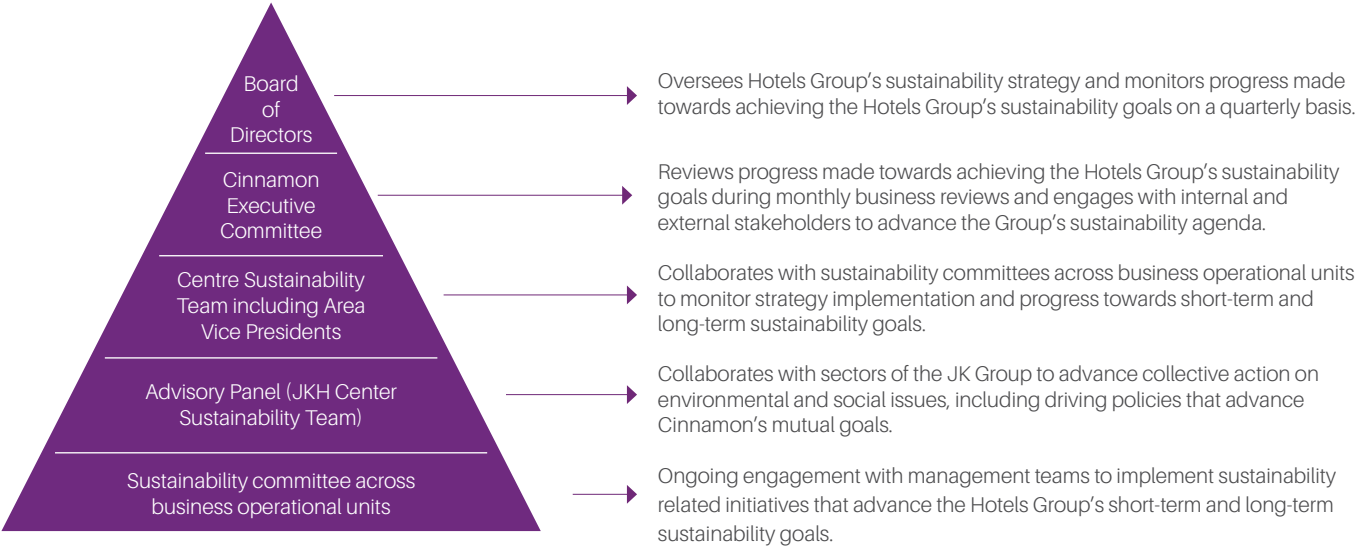 Board
of
Directors
Oversees Hotels Group’s sustainability strategy and monitors progress made
towards achieving the Hotels Group’s sustainability goals on a quarterly basis.
Cinnamon
Executive
Committee
Reviews progress made towards achieving the Hotels Group’s sustainability
goals during monthly business reviews and engages with internal and
external stakeholders to advance the Group’s sustainability agenda.
Centre Sustainability
Team including Area
Vice Presidents
Collaborates with sustainability committees across business operational units
to monitor strategy implementation and progress towards short-term and
long-term sustainability goals.
Advisory Panel (JKH Center
Sustainability Team)
Collaborates with sectors of the JK Group to advance collective action on
environmental and social issues, including driving policies that advance
Cinnamon’s mutual goals.
Sustainability committee across
business operational units
Ongoing engagement with management teams to implement sustainability
related initiatives that advance the Hotels Group’s short-term and long-term
sustainability goals.